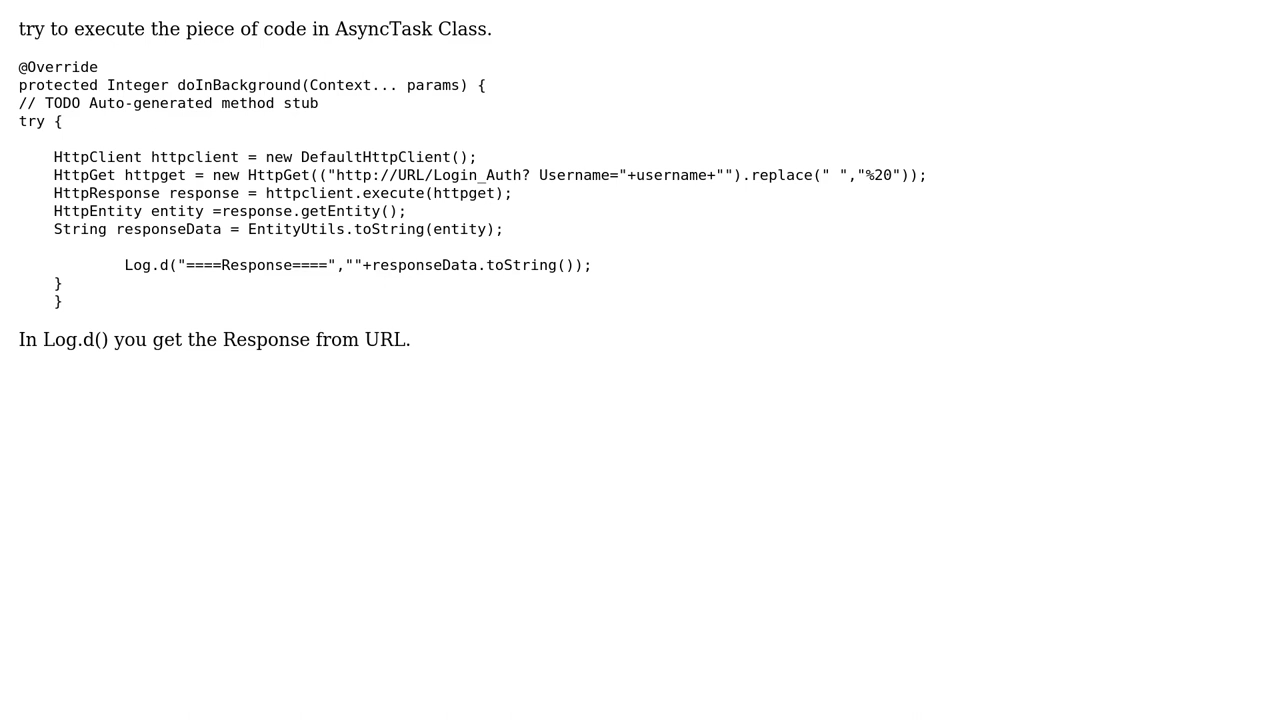 try to execute the piece of code in AsyncTask Class.
@Override
protected Integer doInBackground(Context... params) {
// TODO Auto-generated method stub
try {
    HttpClient httpclient = new DefaultHttpClient();
    HttpGet httpget = new HttpGet(("http://URL/Login_Auth? Username="+username+"").replace(" ","%20"));
    HttpResponse response = httpclient.execute(httpget);
    HttpEntity entity =response.getEntity();
    String responseData = EntityUtils.toString(entity);
            Log.d("====Response====",""+responseData.toString());
    }
    }
In Log.d() you get the Response from URL.